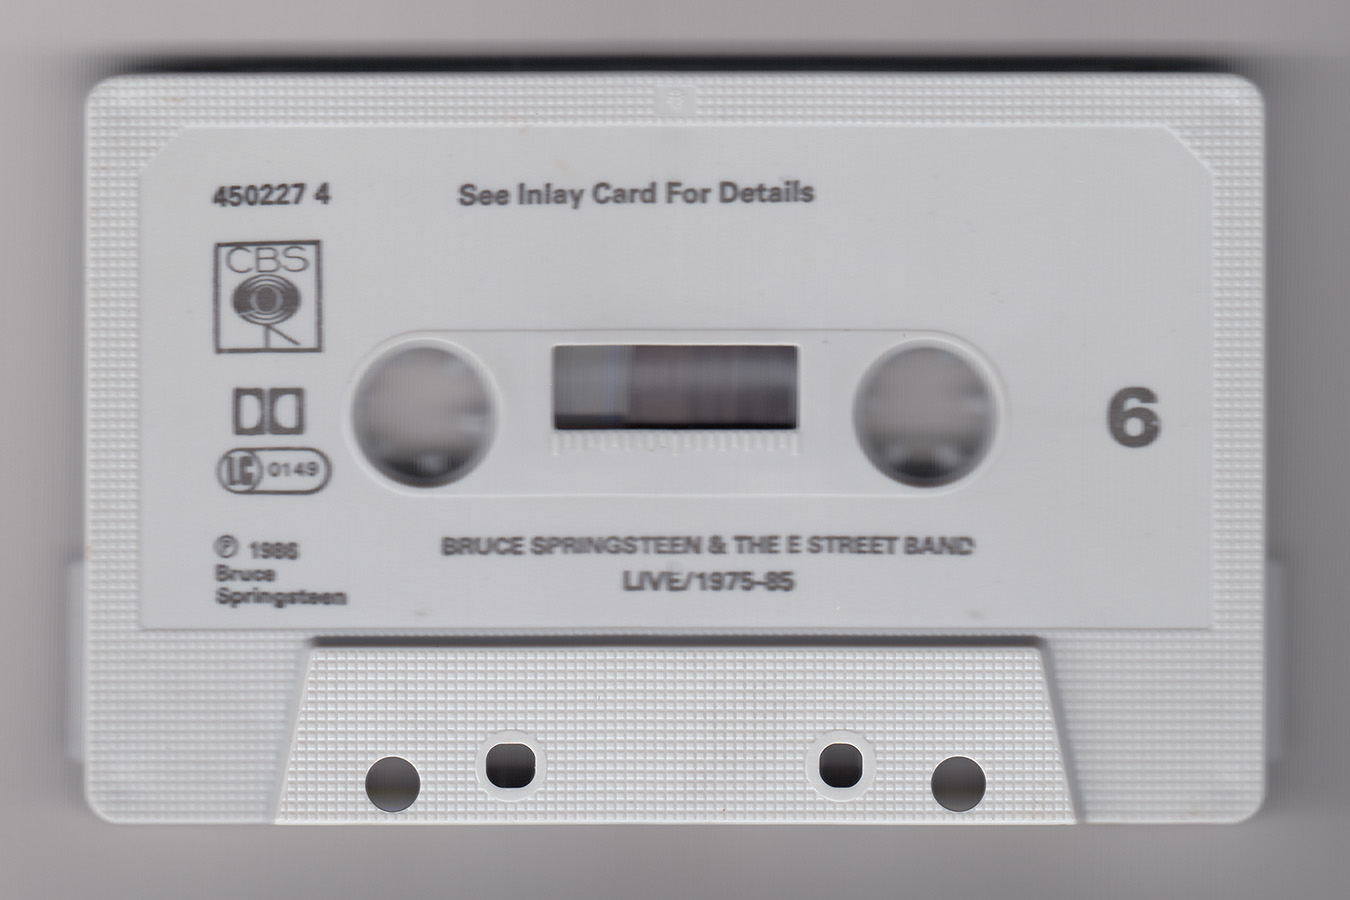 450227 4
See Inlay Card For Details
CBS
LC 0149
6
℗ 1986
Bruce
Springsteen
BRUCE SPRINGSTEEN & THE E STREET BAND
LIVE/1975-85